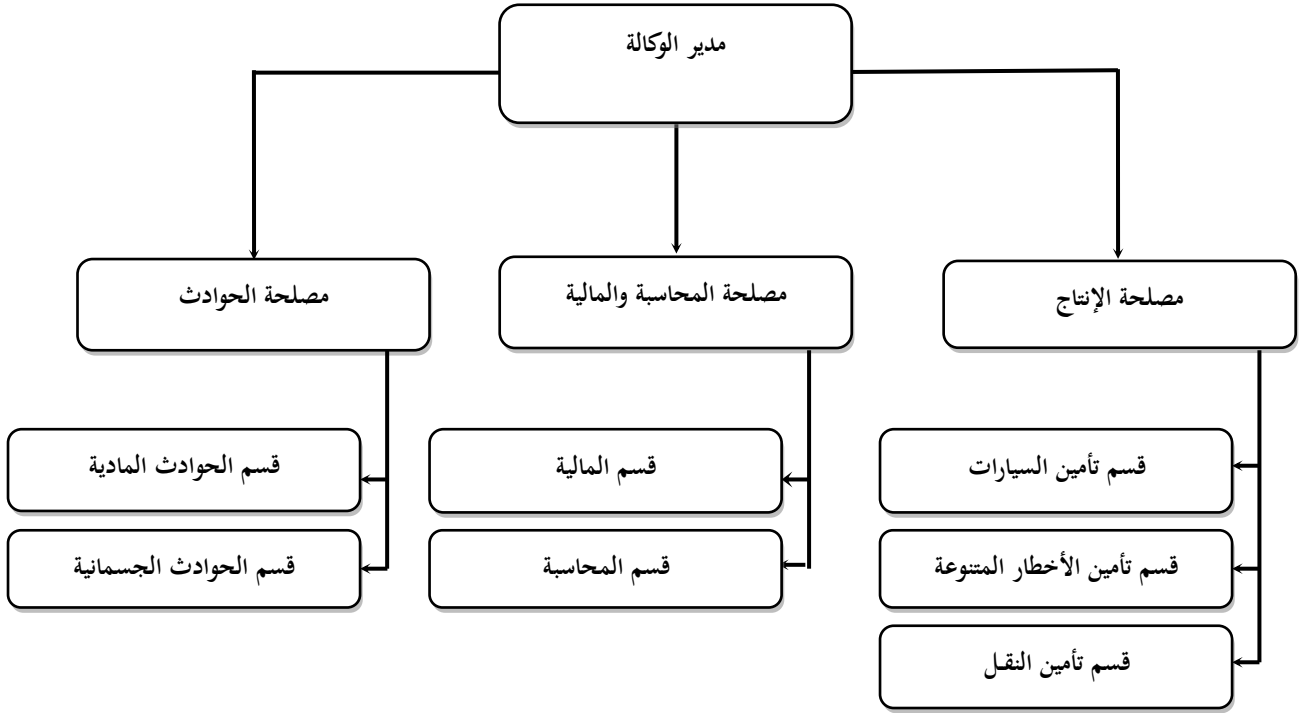 مدير الوكالة
مصلحة الإنتاج
مصلحة المحاسبة والمالية
مصلحة الحوادث
قسم تأمين السيارات
قسم المالية
قسم الحوادث المادية
قسم تأمين الأخطار المتنوعة
قسم المحاسبة
قسم الحوادث الجسمانية
قسم تأمين النقل